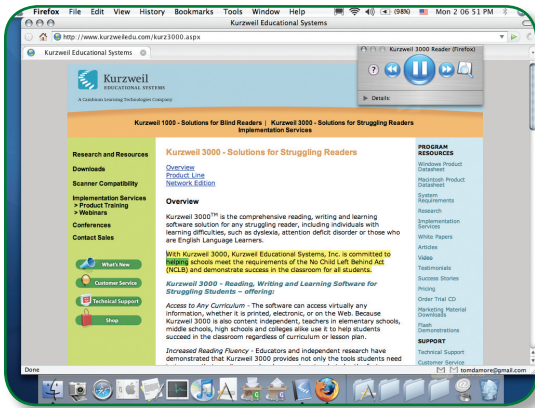 Firefox File Edit View History Bookmarks Tools Window Help (98%) Mon 2 06 51 PM
Kurzweil Educational Systems
http://www.kurzweiledu.com/kurz3000.aspx
Kurzweil Educational Systems
Kurzweil 3000 Reader (Firefox)
Details
Kurzweil
EDUCATIONAL SYSTEMS
A Cambium Learning Technologies Company
Kurzweil 1000 - Solutions for Blind Readers | Kurzweil 3000 - Solutions for Struggling Readers
Implementation Services
Research and Resources
Downloads
Scanner Compatibility
Implementation Services
> Product Training
> Webinars
Conferences
Contact Sales
What's New
Customer Service
Technical Support
Shop
Kurzweil 3000 - Solutions for Struggling Readers
Overview
Product Line
Network Edition
Overview
Kurzweil 3000™ is the comprehensive reading, writing and learning
software solution for any struggling reader, including individuals with
learning difficulties, such as dyslexia, attention deficit disorder or those who
are English Language Learners.
With Kurzweil 3000, Kurzweil Educational Systems, Inc. is committed to
helping schools meet the requirements of the No Child Left Behind Act
(NCLB) and demonstrate success in the classroom for all students.
Kurzweil 3000 - Reading, Writing and Learning Software for
Struggling Students – offering:
Access to Any Curriculum - The software can access virtually any
information, whether it is printed, electronic, or on the Web. Because
Kurzweil 3000 is also content independent, teachers in elementary schools,
middle schools, high schools and colleges alike use it to help students
succeed in the classroom regardless of curriculum or lesson plan.
Increased Reading Fluency - Educators and independent research have
demonstrated that Kurzweil 3000 provides not only the tools students need
PROGRAM
RESOURCES
Windows Product
Datasheet
Macintosh Product
Datasheet
System
Requirements
Research
Implementation
Services
White Papers
Articles
Video
Testimonials
Success Stories
Pricing
Order Trial CD
Marketing Material
Downloads
Flash
Demonstrations
SUPPORT
Technical Support
Customer Service
Done
tomdamore@gmail.com